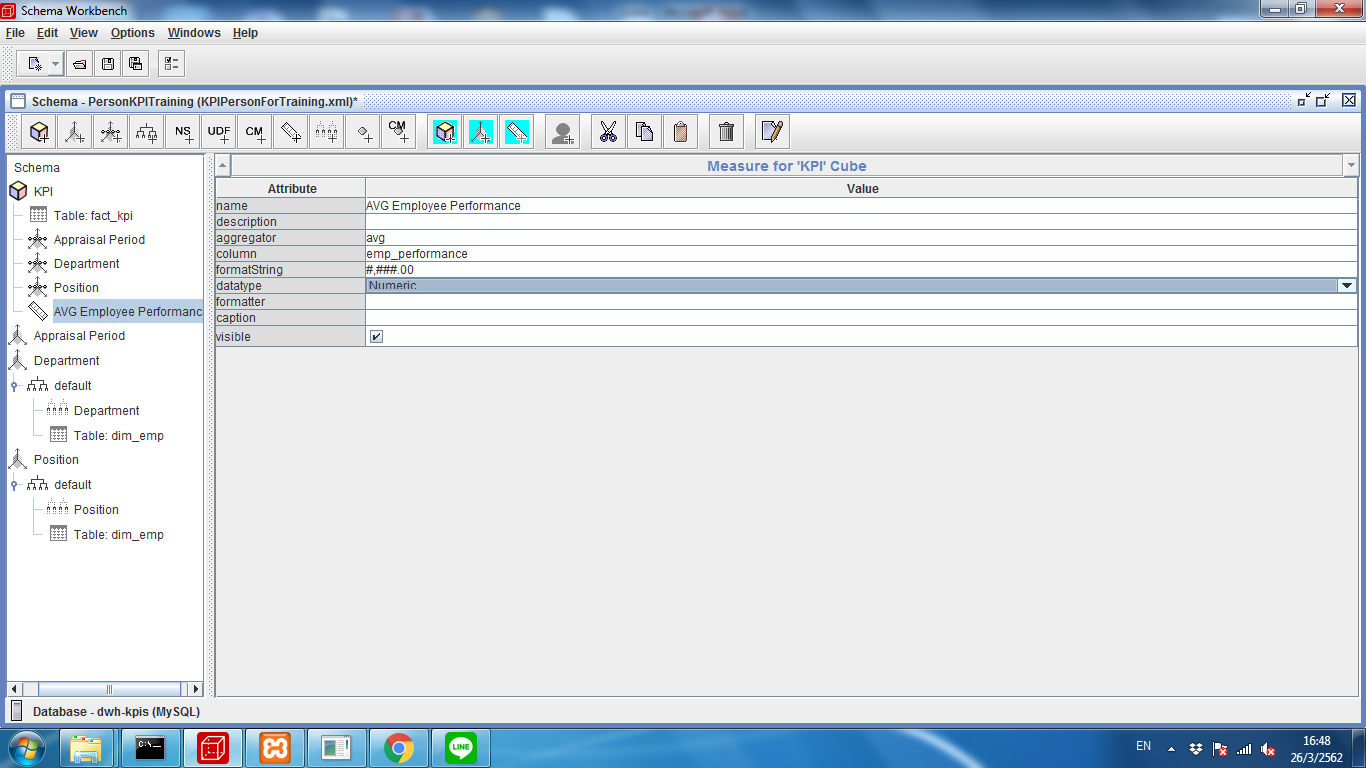 Schema Workbench
File Edit View Options Windows Help
Schema - PersonKPITraining (KPIPersonForTraining.xml)*
NS UDF CM CM
Schema
KPI
Table: fact_kpi
Appraisal Period
Department
Position
AVG Employee Performanc
Appraisal Period
Department
default
Department
Table: dim_emp
Position
default
Position
Table: dim_emp
Measure for 'KPI' Cube
Attribute Value
name AVG Employee Performance
description
aggregator avg
column emp_performance
formatString #,###.00
datatype Numeric
formatter
caption
visible
Database - dwh-kpis (MySQL)
C:\.
LINE
EN
16:48
26/3/2562